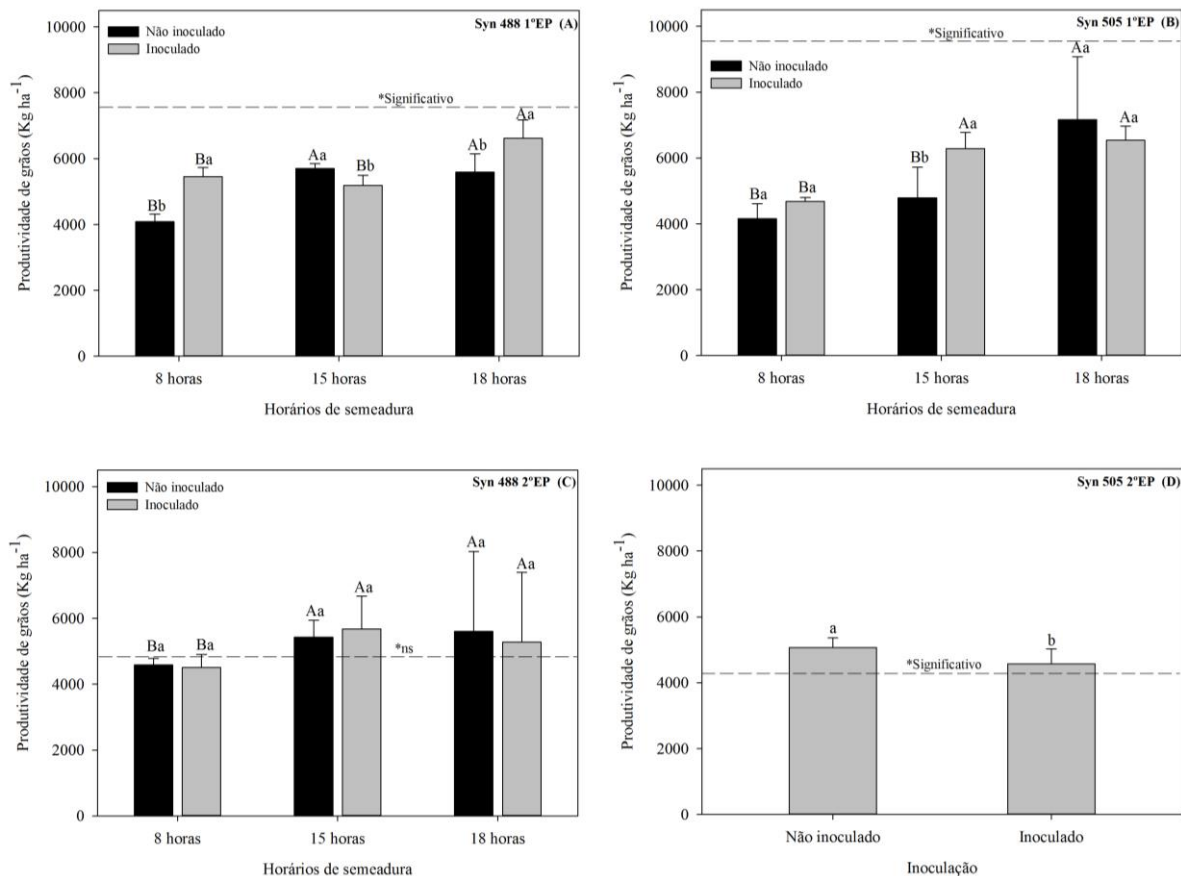 Syn 488 1ºEP (A)
Não inoculado
Inoculado
*Significativo
Produtividade de grãos (Kg ha-1)
10000
8000
6000
4000
2000
0
Bb
Ba
Aa
Bb
Ab
Aa
8 horas
15 horas
18 horas
Horários de semeadura
Syn 505 1ºEP (B)
*Significativo
Não inoculado
Inoculado
Produtividade de grãos (Kg ha-1)
10000
8000
6000
4000
2000
0
Ba
Ba
Bb
Aa
Aa
Aa
8 horas
15 horas
18 horas
Horários de semeadura
Syn 488 2ºEP (C)
Não inoculado
Inoculado
*ns
Produtividade de grãos (Kg ha-1)
10000
8000
6000
4000
2000
0
Ba
Ba
Aa
Aa
Aa
Aa
8 horas
15 horas
18 horas
Horários de semeadura
Syn 505 2ºEP (D)
Produtividade de grãos (Kg ha-1)
10000
8000
6000
4000
2000
0
a
*Significativo
b
Não inoculado
Inoculado
Inoculação